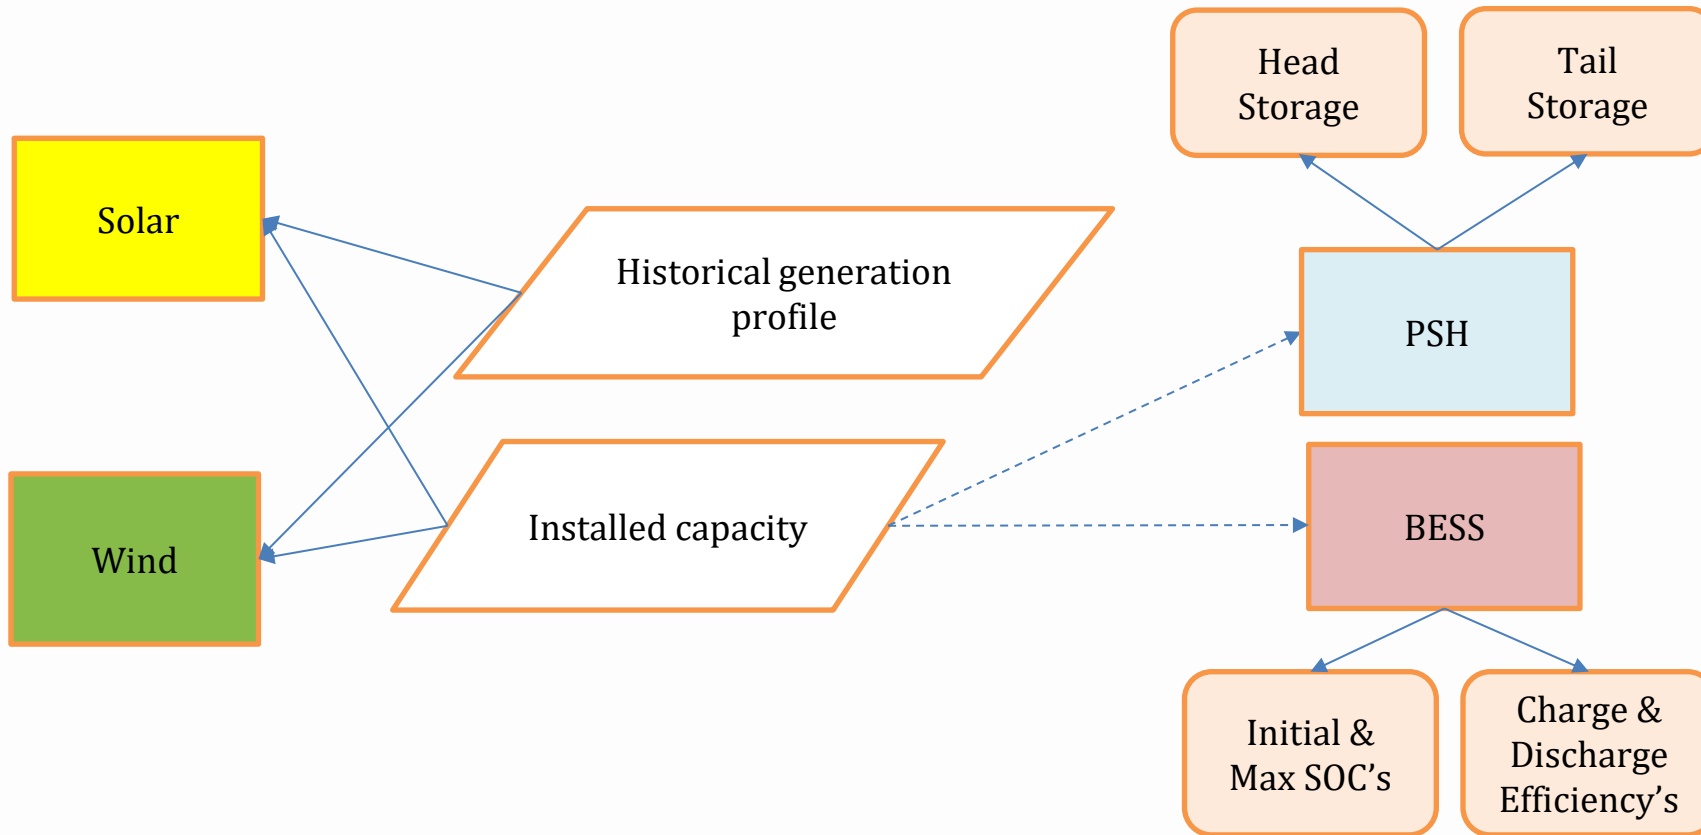 Head
Storage
Tail
Storage
Solar
Historical generation
profile
PSH
Wind
Installed capacity
BESS
Initial &
Max SOC’s
Charge &
Discharge
Efficiency’s